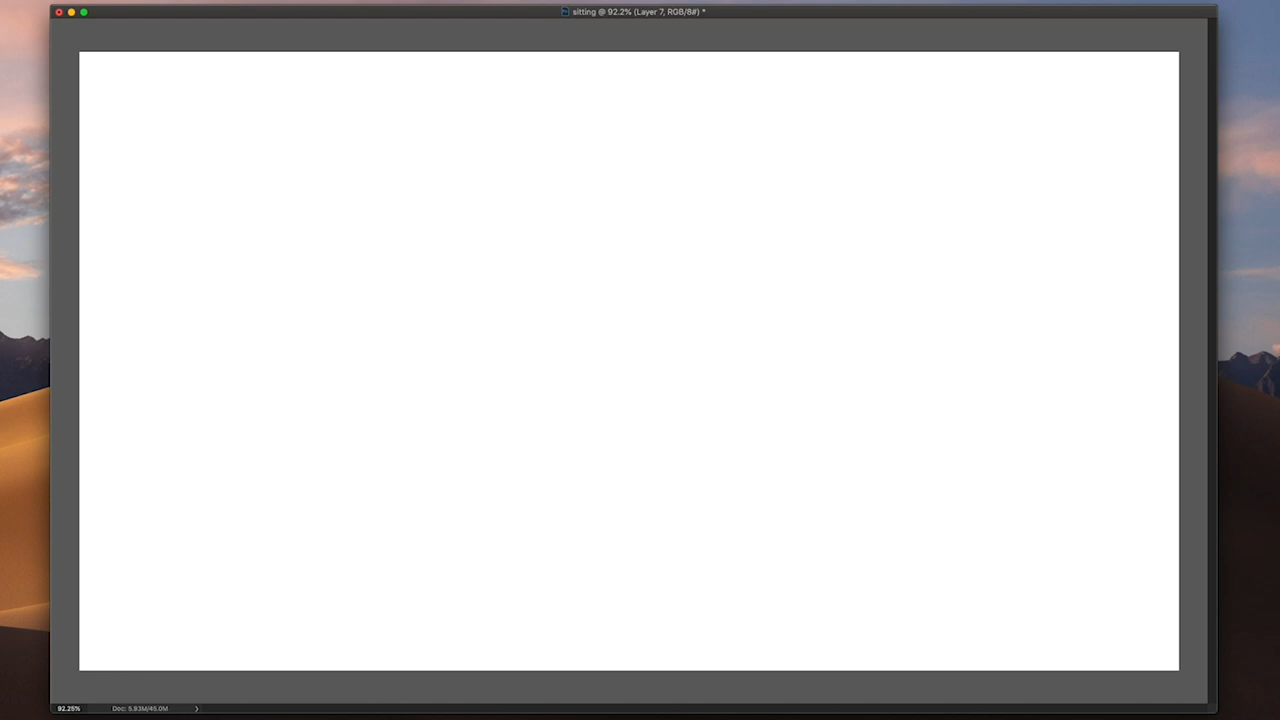 sitting @ 92.2% (Layer 7, RGB/8#) *
92.25%
Doc: 5.93M/45.0M